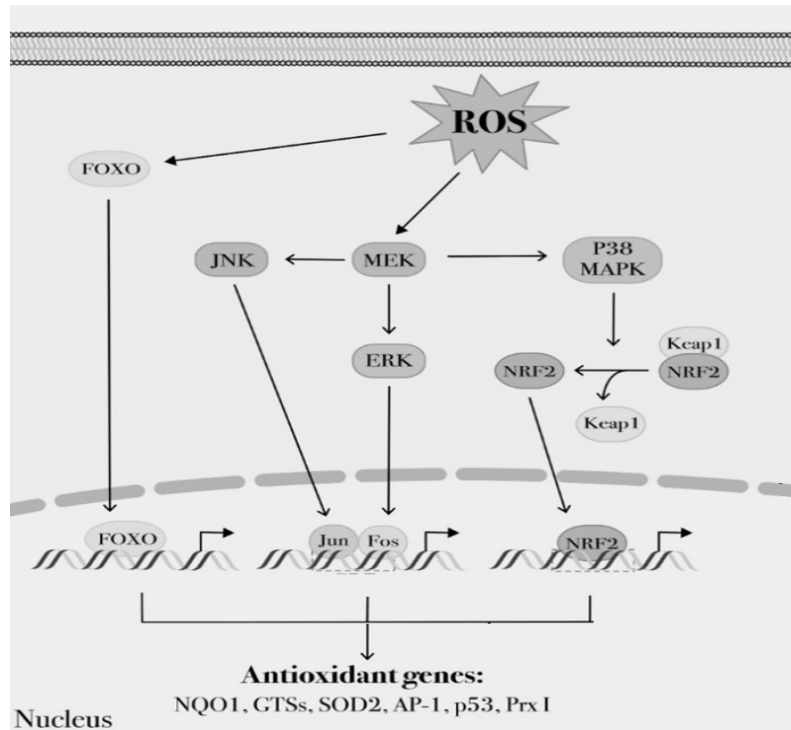 ROS
FOXO
JNK
MEK
P38
MAPK
ERK
Keap1
NRF2
NRF2
Keap1
FOXO
Jun
Fos
NRF2
Antioxidant genes:
NQO1, GTSs, SOD2, AP-1, p53, Prx I
Nucleus